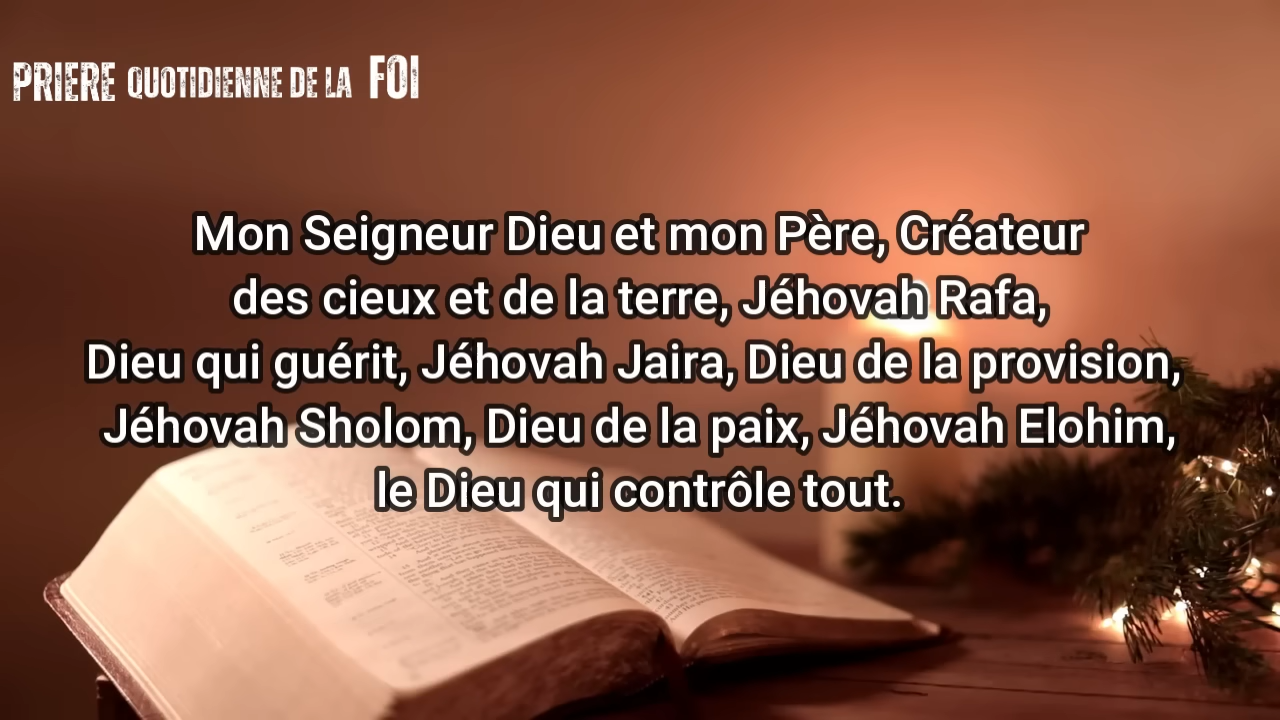 PRIERE QUOTIDIENNE DE LA FOI
Mon Seigneur Dieu et mon Père, Créateur
des cieux et de la terre, Jéhovah Rafa,
Dieu qui guérit, Jéhovah Jaira, Dieu de la provision,
Jéhovah Sholom, Dieu de la paix, Jéhovah Elohim,
le Dieu qui contrôle tout.